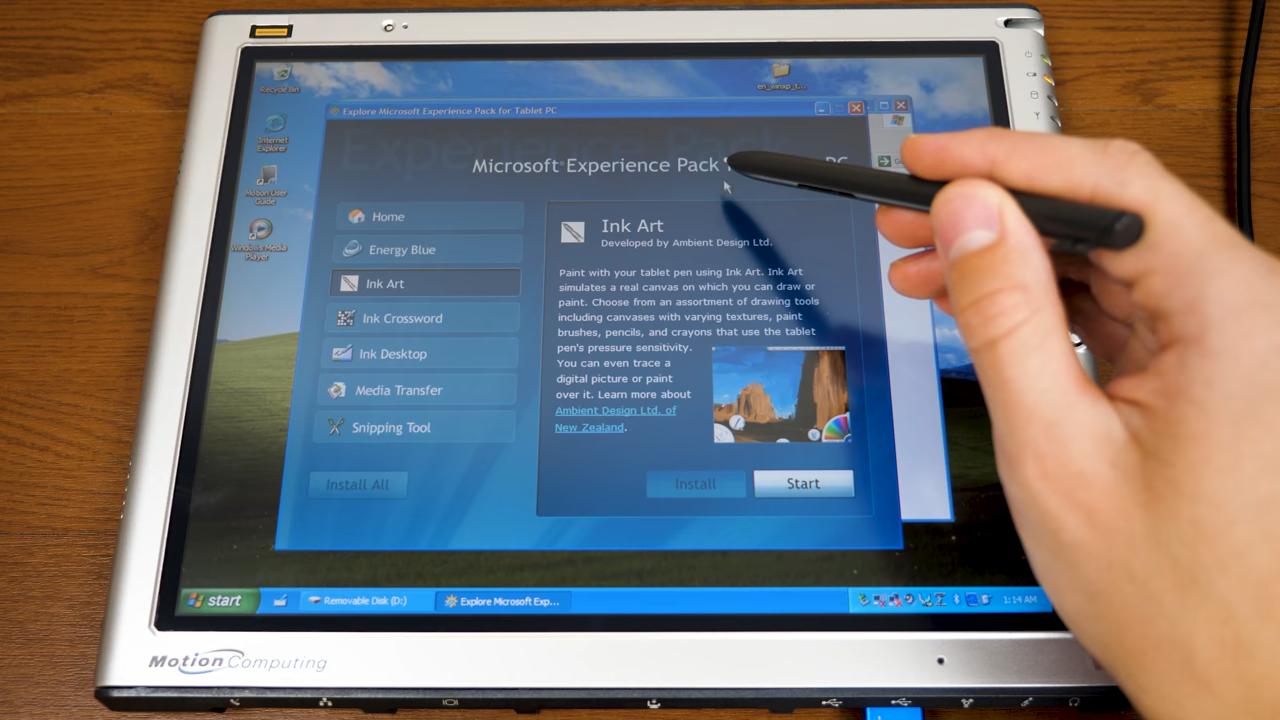 Recycle Bin
en_winxp_t...
Explore Microsoft Experience Pack for Tablet PC
Internet
Explorer
Microsoft Experience Pack
PC
Motion User
Guide
Windows Media
Player
Home
Energy Blue
Ink Art
Ink Crossword
Ink Desktop
Media Transfer
Snipping Tool
Install All
Ink Art
Developed by Ambient Design Ltd.
Paint with your tablet pen using Ink Art. Ink Art
simulates a real canvas on which you can draw or
paint. Choose from an assortment of drawing tools
including canvases with varying textures, paint
brushes, pencils, and crayons that use the tablet
pen's pressure sensitivity.
You can even trace a
digital picture or paint
over it. Learn more about
Ambient Design Ltd. of
New Zealand.
Install
Start
start
Removable Disk (D:)
Explore Microsoft Exp...
1:14 AM
Motion Computing